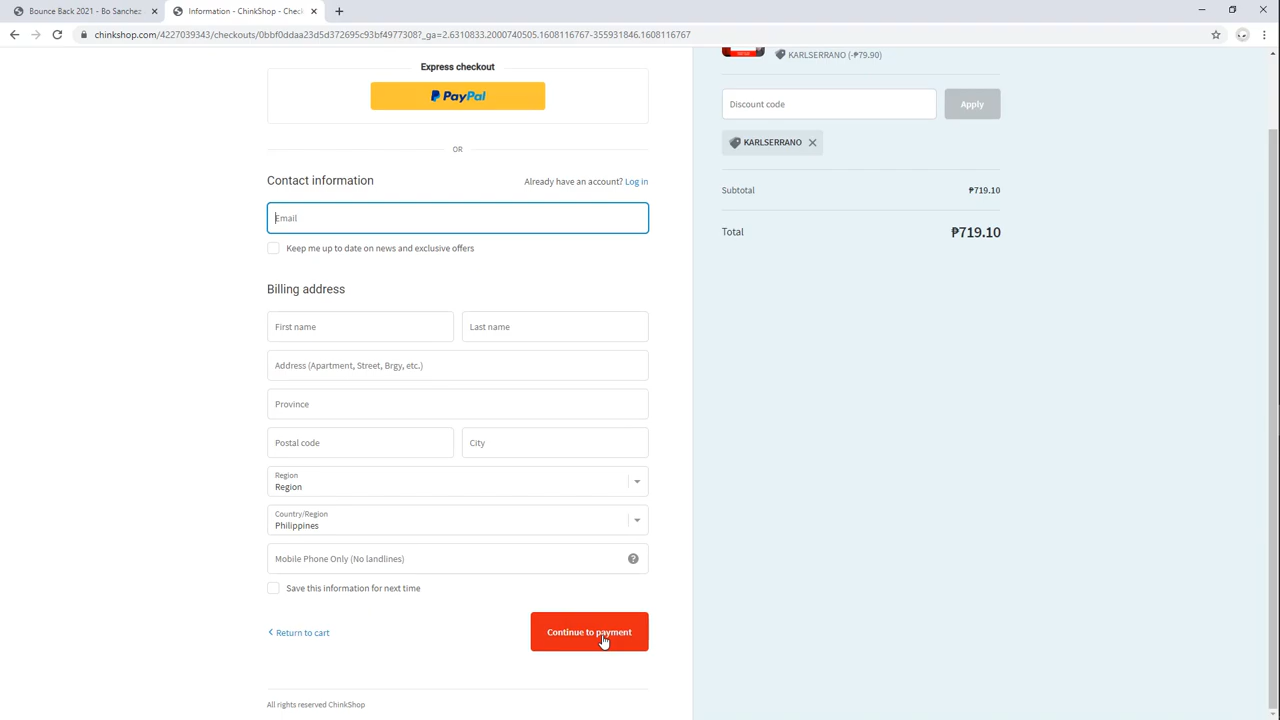 Bounce Back 2021 - Bo Sanchez
Information - ChinkShop - Check
chinkshop.com/4227039343/checkouts/0bbf0ddaa23d5d372695c93bf4977308?_ga=2.6310833.2000740505.1608116767-355931846.1608116767
Express checkout
PayPal
OR
Contact information
Already have an account? Log in
Email
Keep me up to date on news and exclusive offers
Billing address
First name
Last name
Address (Apartment, Street, Brgy, etc.)
Province
Postal code
City
Region
Region
Country/Region
Philippines
Mobile Phone Only (No landlines)
Save this information for next time
Return to cart
Continue to payment
All rights reserved ChinkShop
KARLSERRANO (-₱79.90)
Discount code
Apply
KARLSERRANO
Subtotal
₱719.10
Total
₱719.10